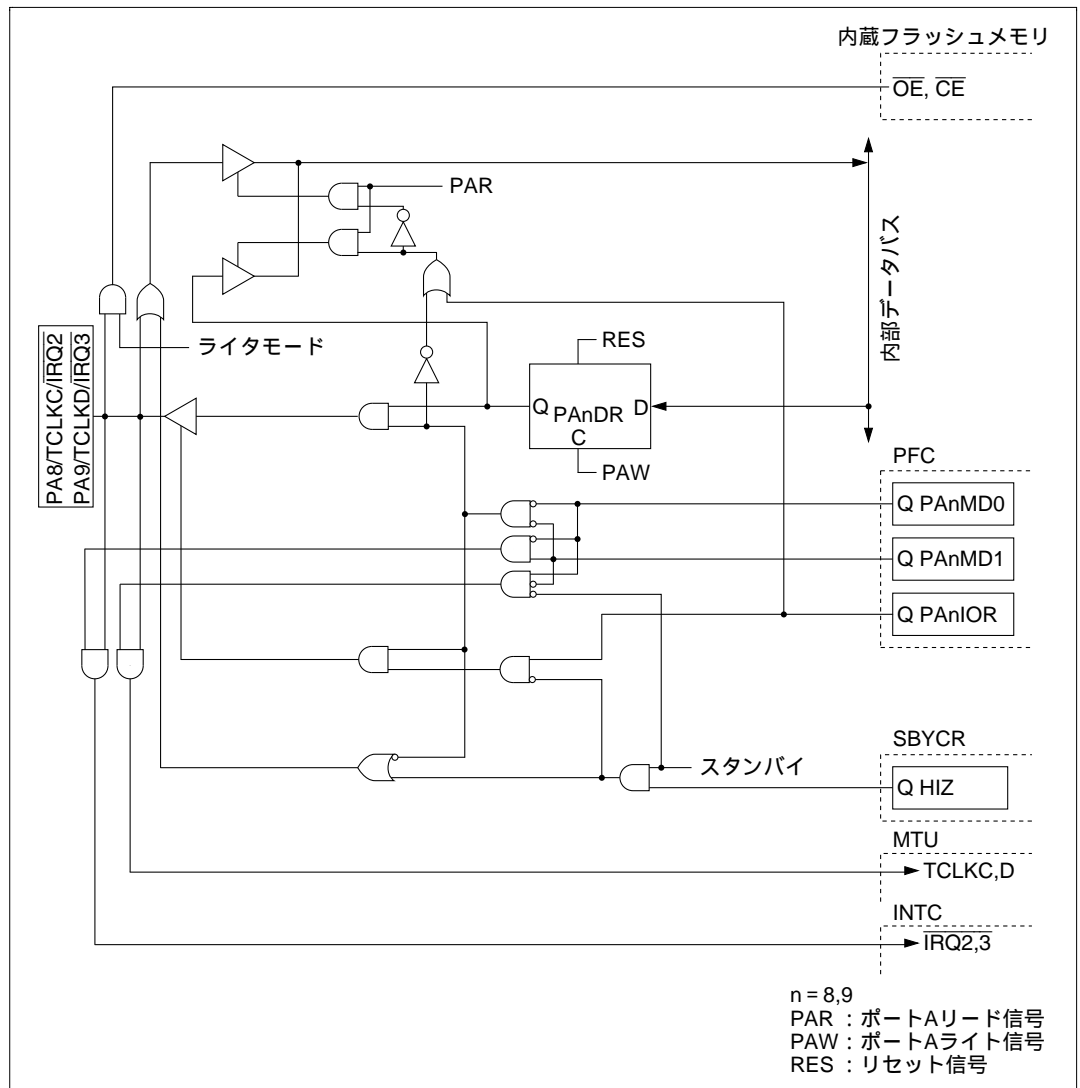 内蔵フラッシュメモリ
OE, CE
PAR
内部データバス
ライタモード
PA8/TCLKC/IRQ2
PA9/TCLKD/IRQ3
RES
Q PAnDR D
C
PAW
PFC
Q PAnMD0
Q PAnMD1
Q PAnIOR
SBYCR
スタンバイ
Q HIZ
MTU
TCLKC,D
INTC
IRQ2,3
n = 8,9
PAR : ポートAリード信号
PAW : ポートAライト信号
RES : リセット信号